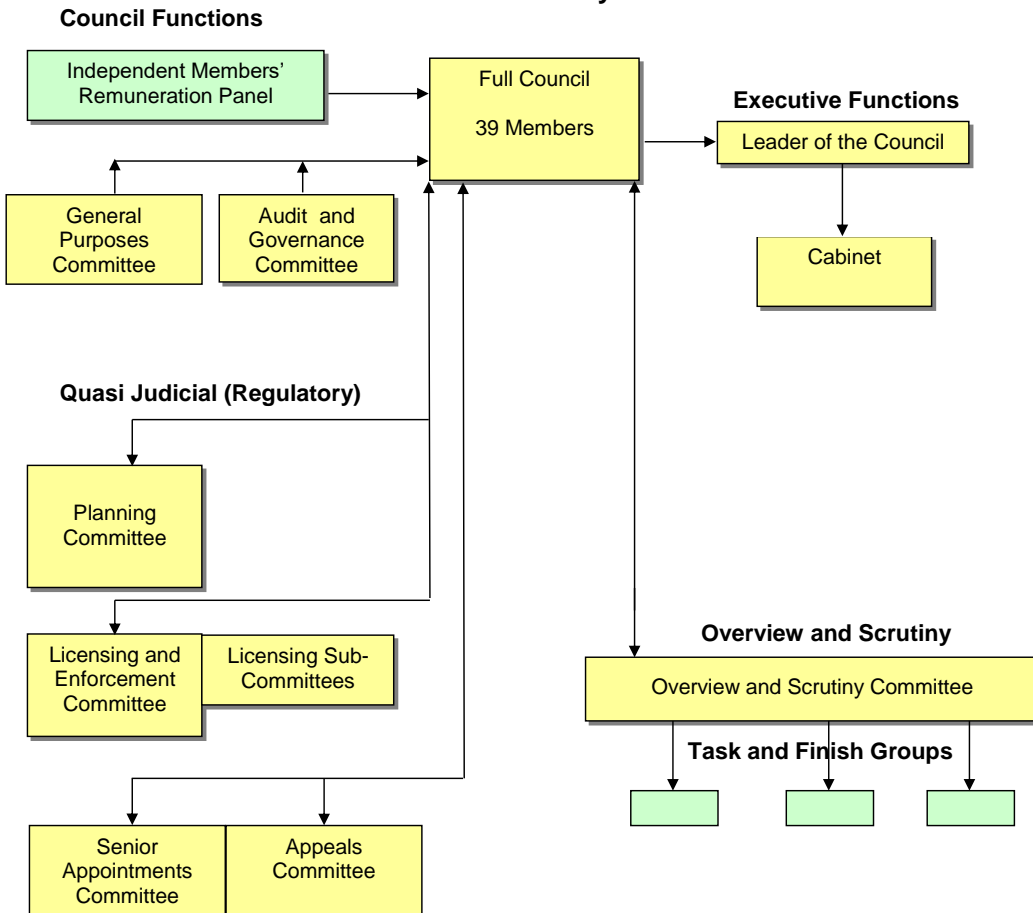 Council Functions
Independent Members’
Remuneration Panel
Full Council
39 Members
Executive Functions
Leader of the Council
General
Purposes
Committee
Audit and
Governance
Committee
Cabinet
Quasi Judicial (Regulatory)
Planning
Committee
Licensing and
Enforcement
Committee
Licensing Sub-
Committees
Overview and Scrutiny
Overview and Scrutiny Committee
Task and Finish Groups
Senior
Appointments
Committee
Appeals
Committee